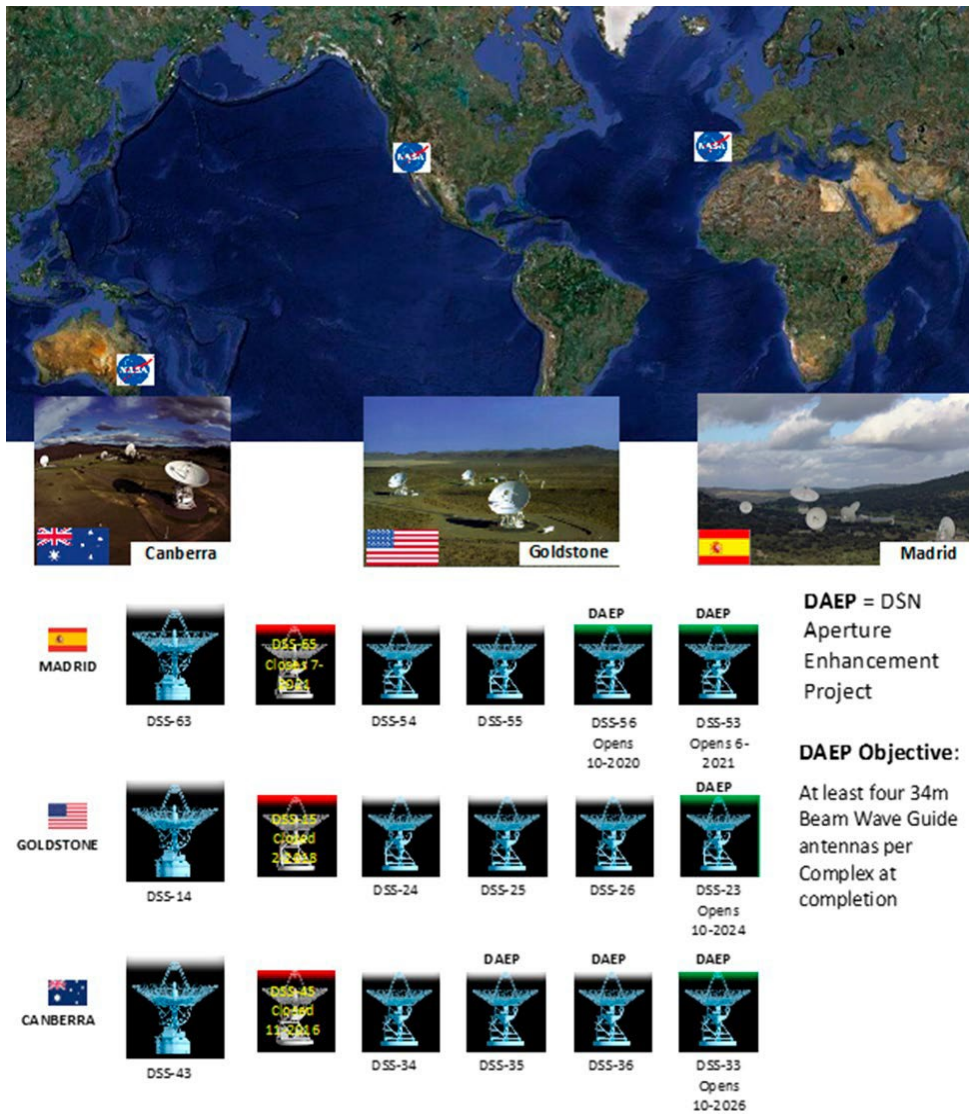 NASA
NASA
NASA
Canberra
Goldstone
Madrid
DAEP
DAEP
MADRID
DSS-65
Closes 7-
2021
DSS-63
DSS-54
DSS-55
DSS-56
Opens
10-2020
DSS-53
Opens 6-
2021
DAEP = DSN
Aperture
Enhancement
Project
DAEP Objective:
At least four 34m
Beam Wave Guide
antennas per
Complex at
completion
DAEP
GOLDSTONE
DSS-15
Closed
DSS-14
DSS-24
DSS-25
DSS-26
DSS-23
Opens
10-2024
DAEP
DAEP
DAEP
CANBERRA
DSS-45
Closed
11-2016
DSS-43
DSS-34
DSS-35
DSS-36
DSS-33
Opens
10-2026